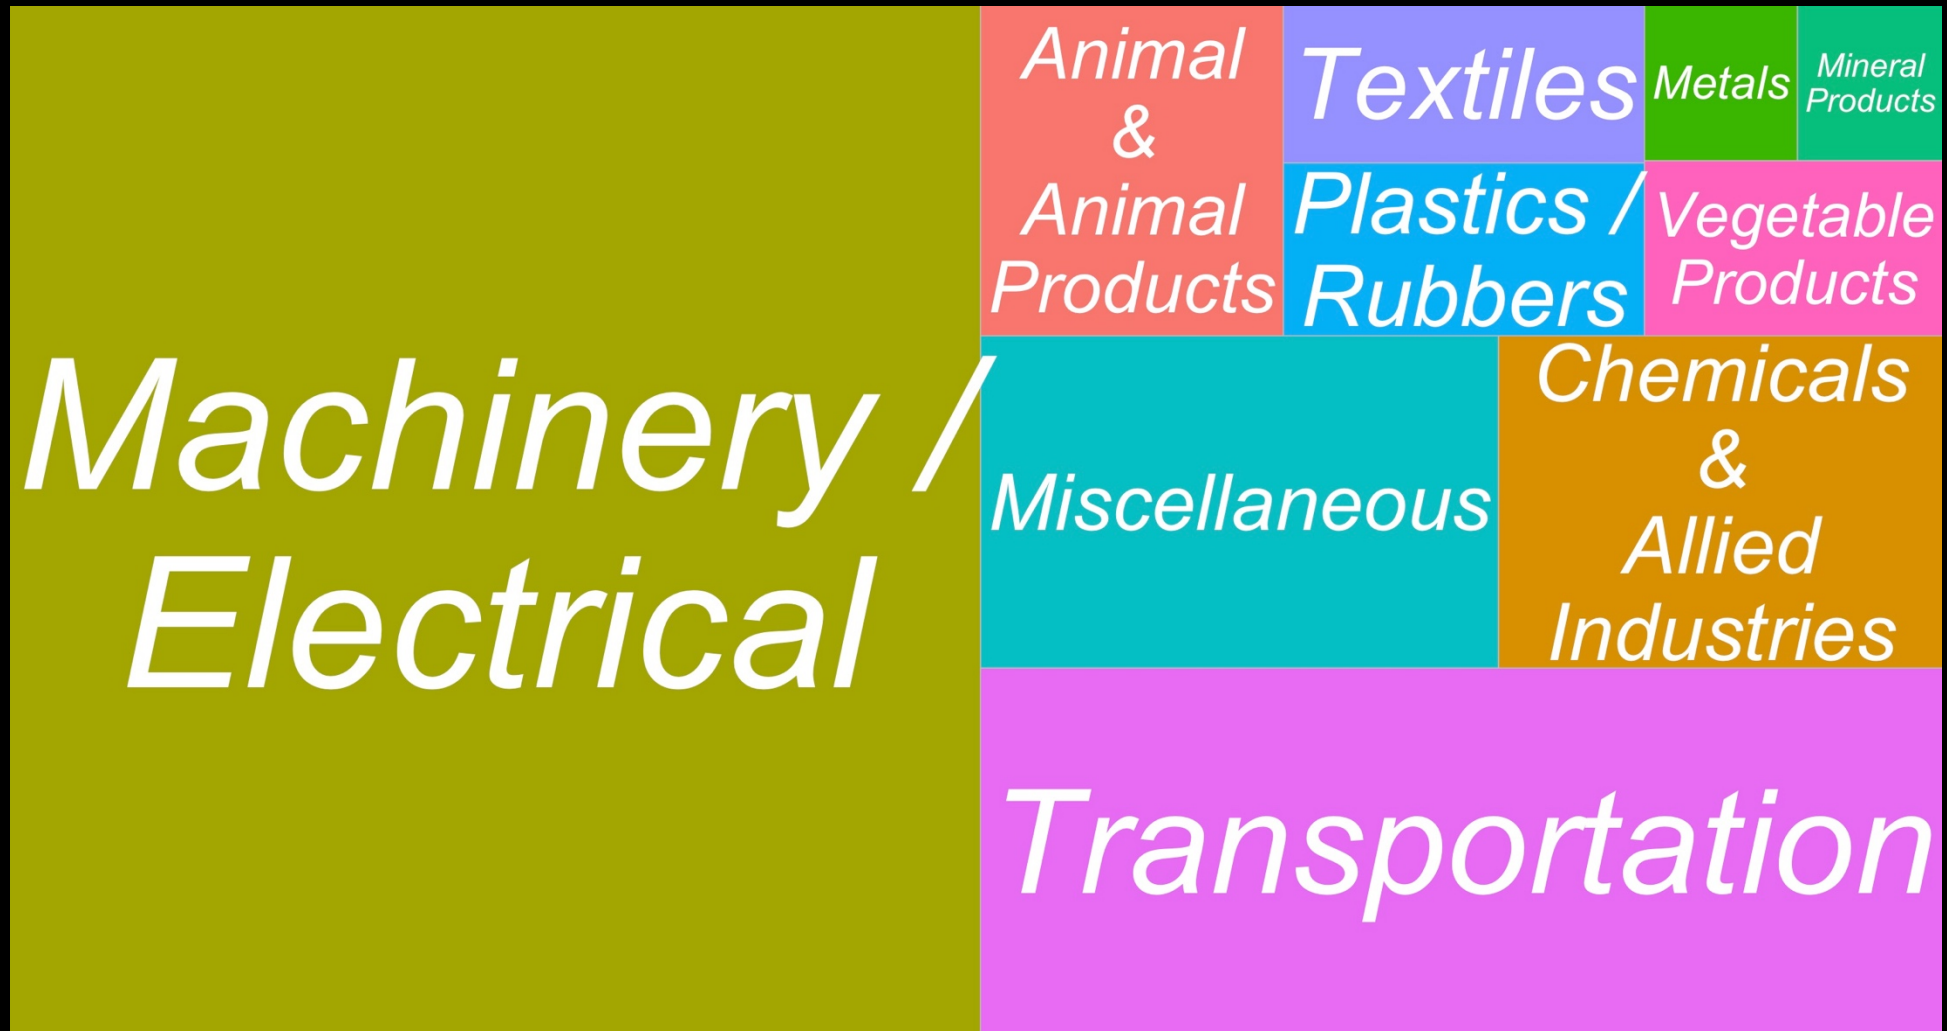 Machinery /
Electrical
Animal
&
Animal
Products
Textiles
Metals
Mineral
Products
Plastics /
Rubbers
Vegetable
Products
Miscellaneous
Chemicals
&
Allied
Industries
Transportation